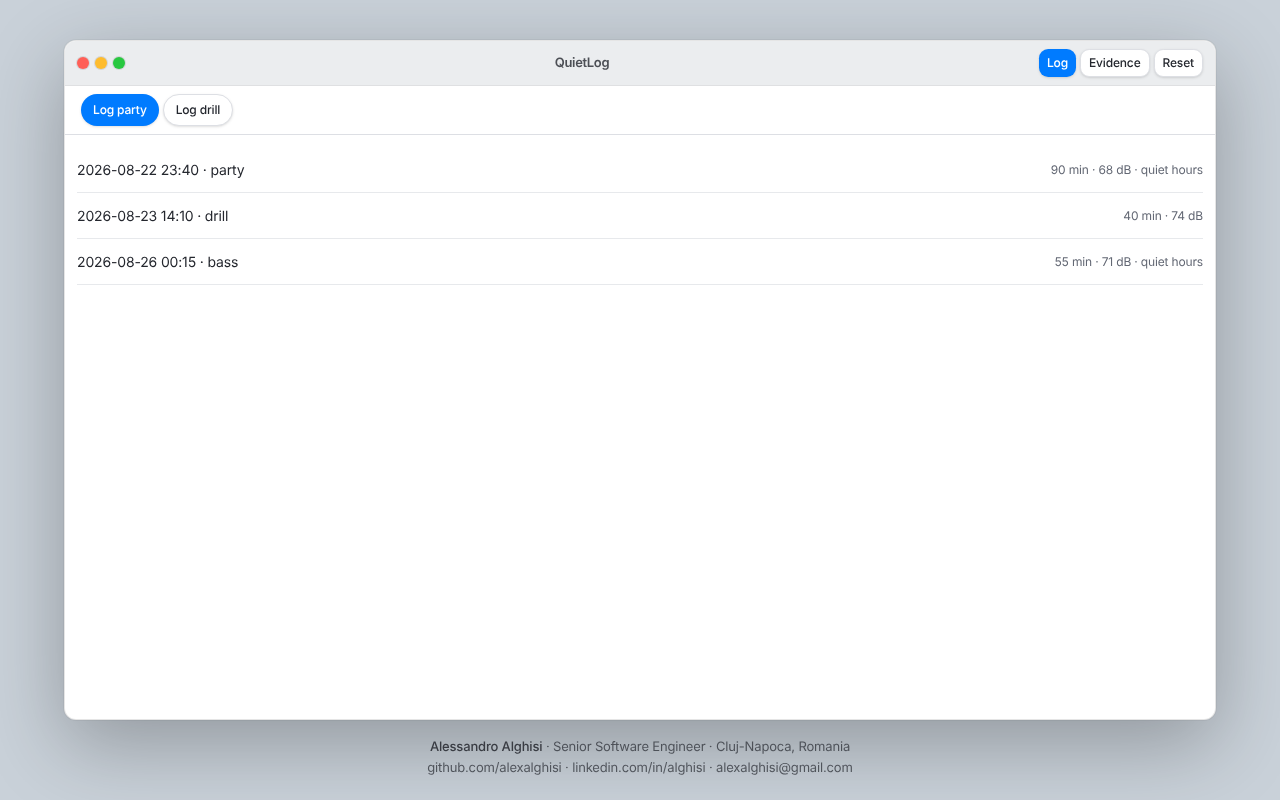 QuietLog
Log Evidence Reset
Log party Log drill
2026-08-22 23:40 · party 90 min · 68 dB · quiet hours
2026-08-23 14:10 · drill 40 min · 74 dB
2026-08-26 00:15 · bass 55 min · 71 dB · quiet hours
Alessandro Alghisi · Senior Software Engineer · Cluj-Napoca, Romania
github.com/alexalghisi · linkedin.com/in/alghisi · alexalghisi@gmail.com